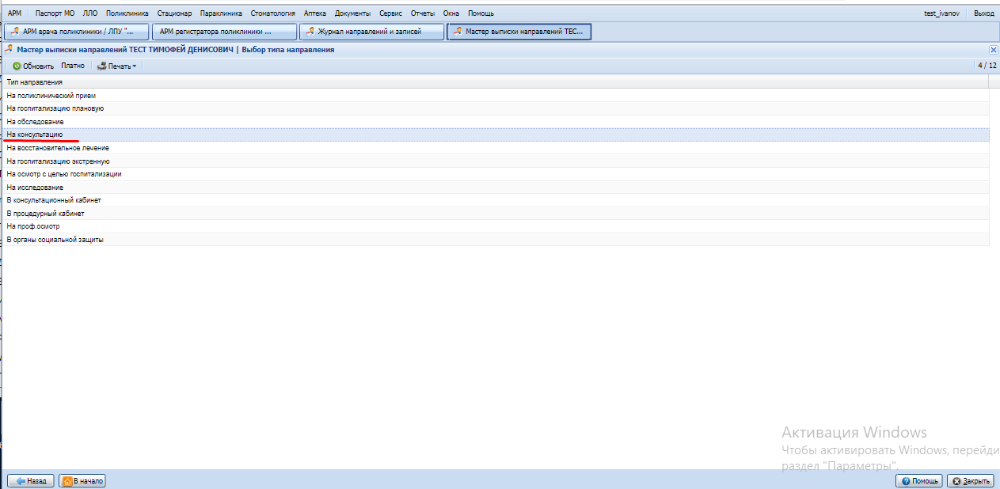 АРМ Паспорт МО ЛЛО Поликлиника Стационар Параклиника Стоматология Аптека Документы Сервис Отчеты Окна Помощь test_ivanov Выход
АРМ врача поликлиники / ЛПУ "... АРМ регистратора поликлиники ... Журнал направлений и записей Мастер выписки направлений ТЕС...
Мастер выписки направлений ТЕСТ ТИМОФЕЙ ДЕНИСОВИЧ | Выбор типа направления
Обновить Платно Печать 4 / 12
Тип направления
На поликлинический прием
На госпитализацию плановую
На обследование
На консультацию
На восстановительное лечение
На госпитализацию экстренную
На осмотр с целью госпитализации
На исследование
В консультационный кабинет
В процедурный кабинет
На проф.осмотр
В органы социальной защиты
Активация Windows
Чтобы активировать Windows, перейди
раздел "Параметры".
Назад В начало Помощь Закрыть